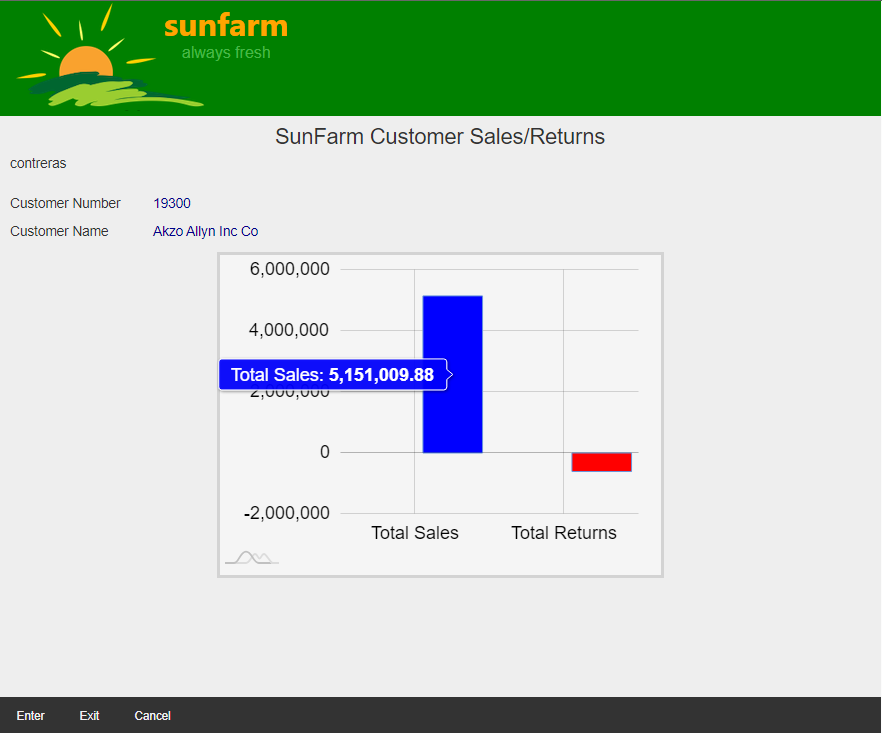 sunfarm
always fresh
SunFarm Customer Sales/Returns
contreras
Customer Number 19300
Customer Name Akzo Allyn Inc Co
6,000,000
4,000,000
Total Sales: 5,151,009.88
2,000,000
0
-2,000,000
Total Sales Total Returns
Enter Exit Cancel